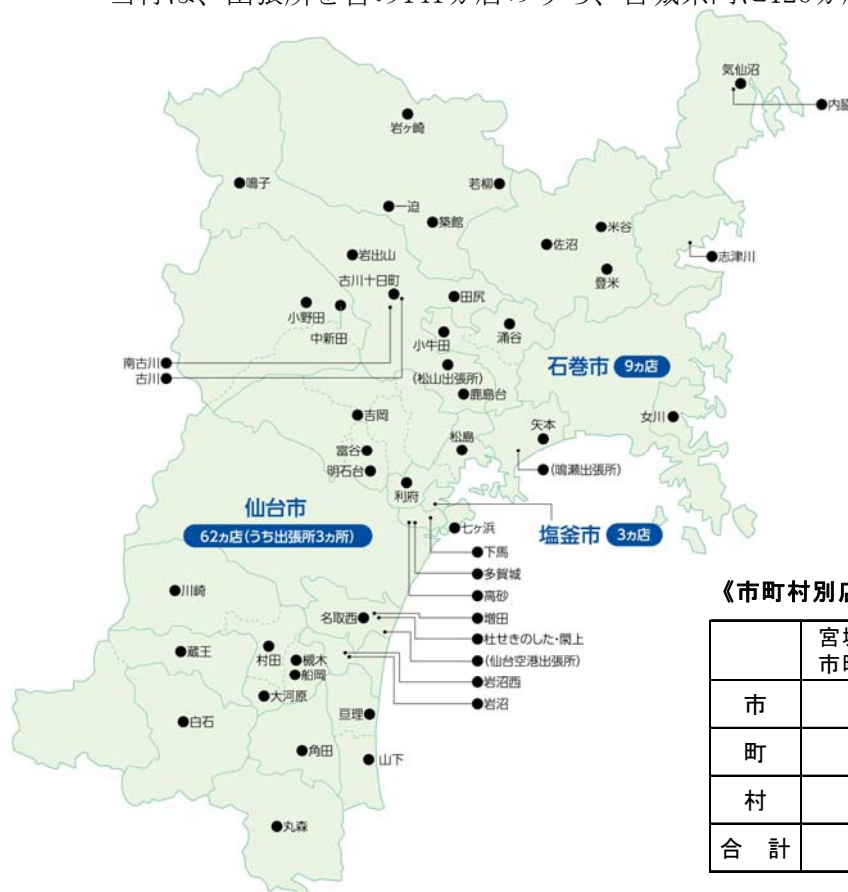 気仙沼
内脇
岩ヶ崎
鳴子
若柳
一迫
築館
米谷
佐沼
志津川
岩出山
登米
古川十日町
田尻
小野田
中新田
小牛田
涌谷
南古川
古川
(松山出張所)
石巻市 9ヵ店
鹿島台
吉岡
女川
矢本
松島
富谷
明石台
(鳴瀬出張所)
利府
仙台市
62ヵ店(うち出張所3ヵ所)
七ヶ浜
塩釜市 3ヵ店
下馬
多賀城
高砂
川崎
名取西
増田
杜せきのした・閖上
(仙台空港出張所)
岩沼西
岩沼
蔵王
村田
槻木
船岡
大河原
白石
亘理
角田
山下
丸森
《市町村別店
市
町
村
合 計